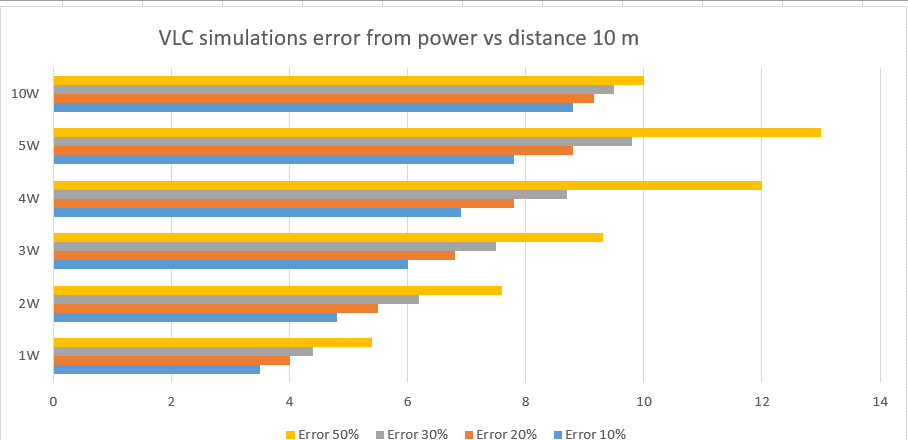 VLC simulations error from power vs distance 10 m
10W
5W
4W
3W
2W
1W
0 2 4 6 8 10 12 14
Error 50% Error 30% Error 20% Error 10%